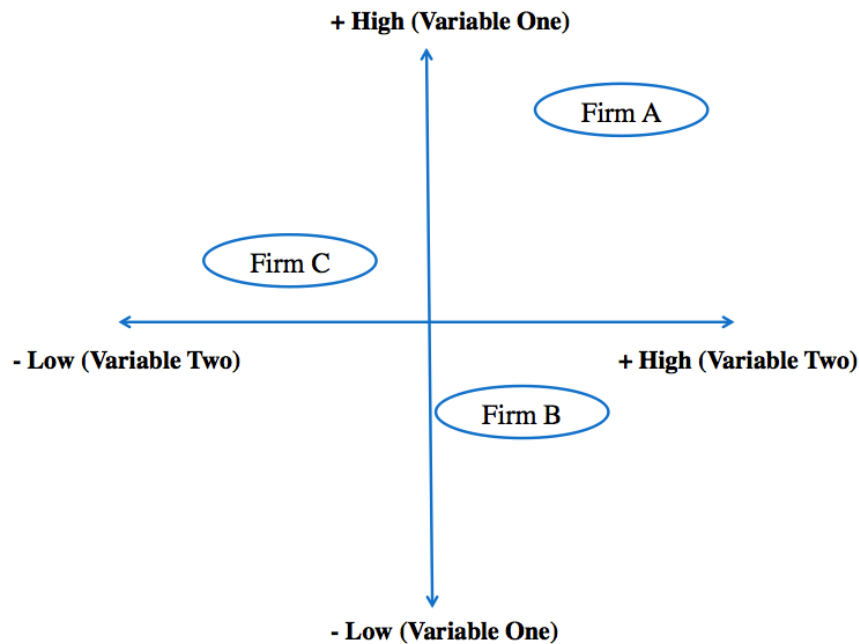 + High (Variable One)
Firm A
Firm C
- Low (Variable Two)
+ High (Variable Two)
Firm B
- Low (Variable One)